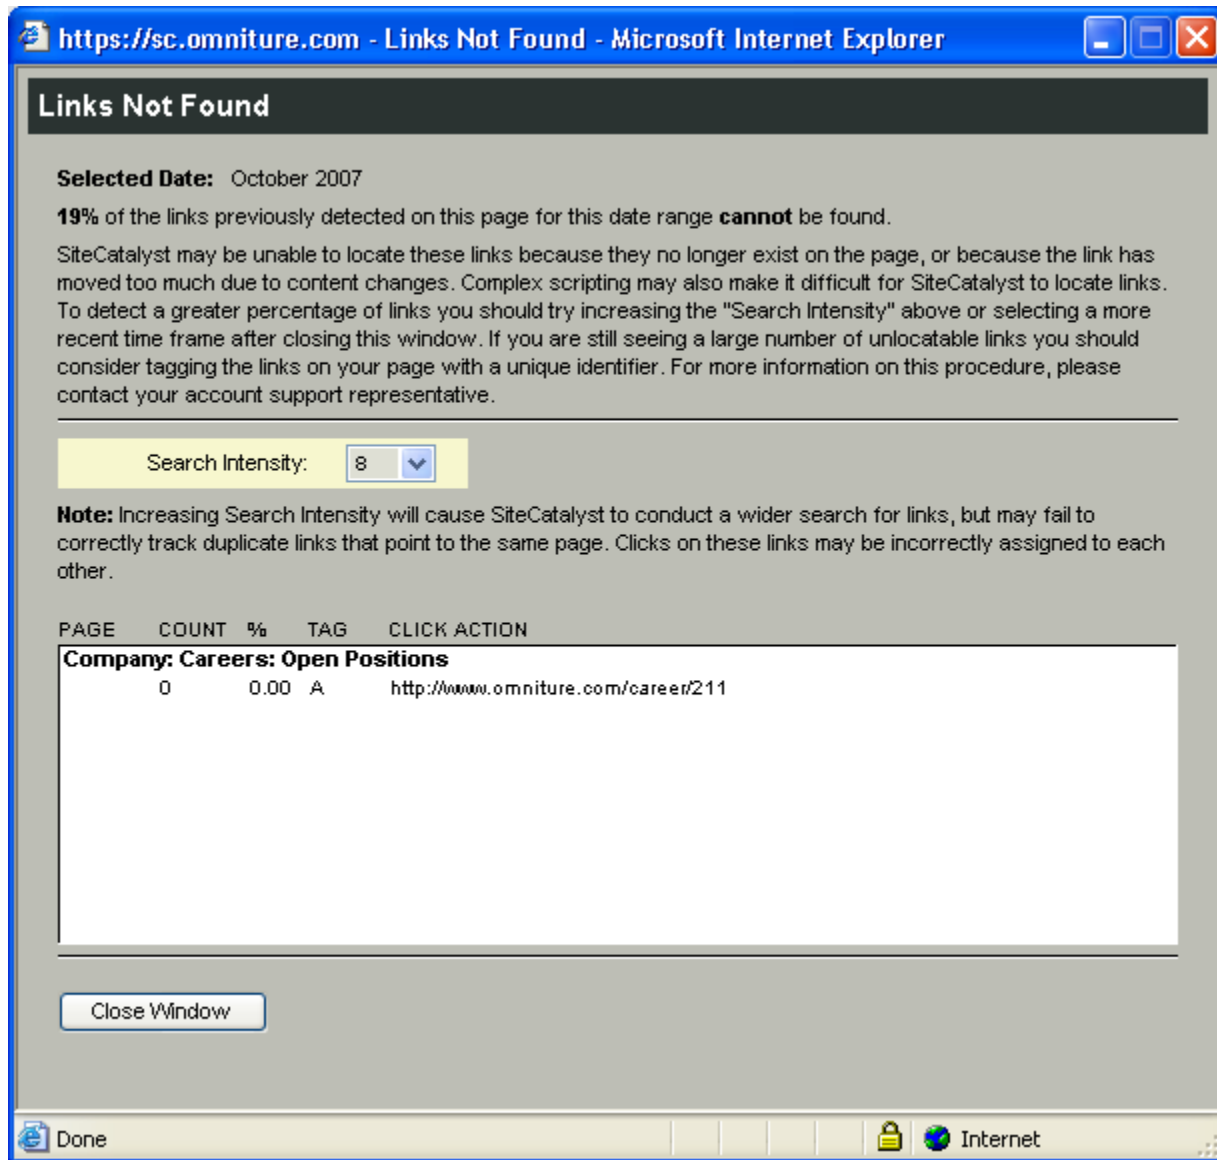 https://sc.omniture.com - Links Not Found - Microsoft Internet Explorer
Links Not Found
Selected Date: October 2007
19% of the links previously detected on this page for this date range cannot be found.
SiteCatalyst may be unable to locate these links because they no longer exist on the page, or because the link has
moved too much due to content changes. Complex scripting may also make it difficult for SiteCatalyst to locate links.
To detect a greater percentage of links you should try increasing the "Search Intensity" above or selecting a more
recent time frame after closing this window. If you are still seeing a large number of unlocatable links you should
consider tagging the links on your page with a unique identifier. For more information on this procedure, please
contact your account support representative.
Search Intensity: 8
Note: Increasing Search Intensity will cause SiteCatalyst to conduct a wider search for links, but may fail to
correctly track duplicate links that point to the same page. Clicks on these links may be incorrectly assigned to each
other.
PAGE COUNT % TAG CLICK ACTION
Company: Careers: Open Positions
0 0.00 A http://www.omniture.com/career/211
Close Window
Done Internet